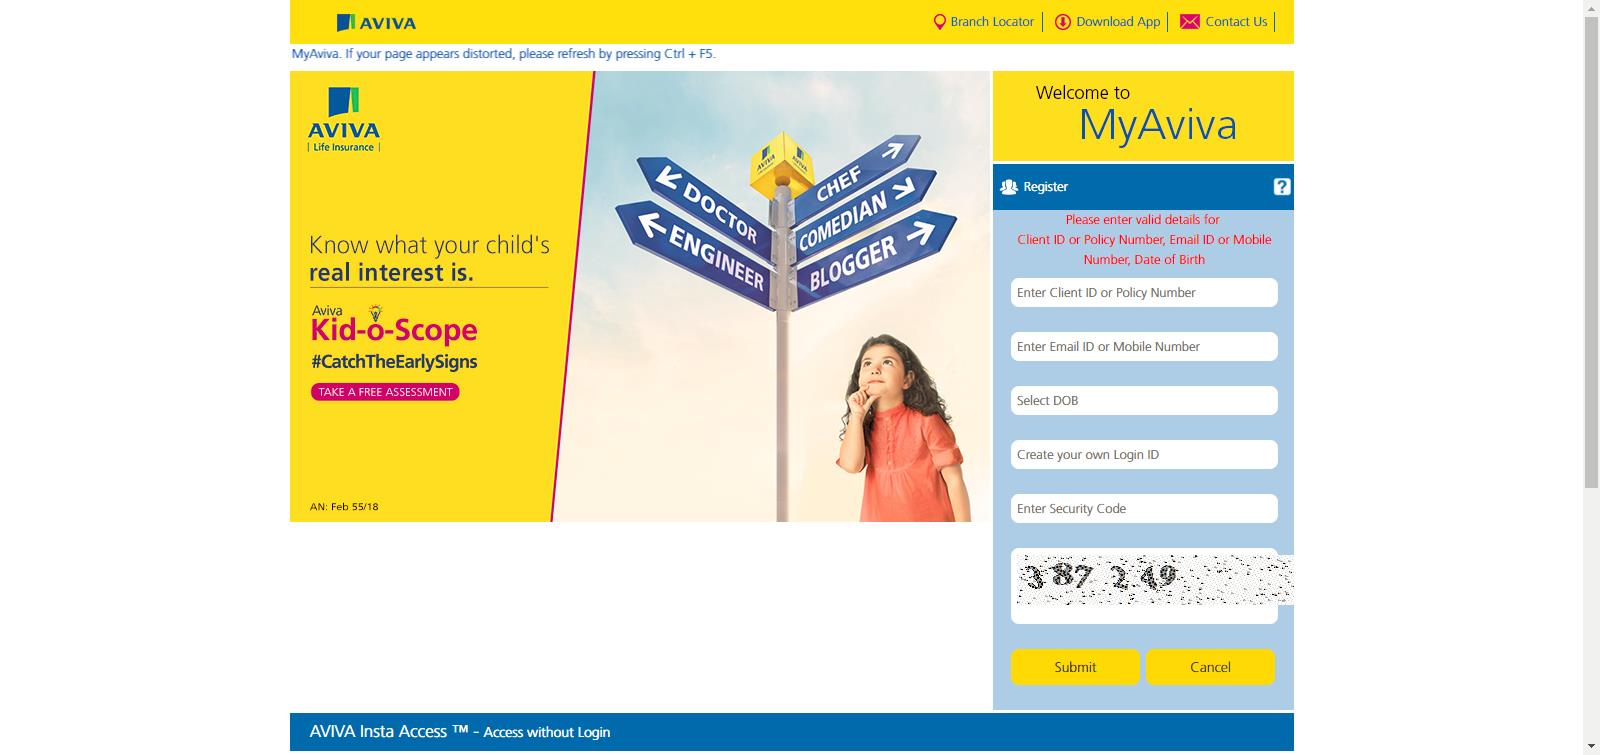 AVIVA
Branch Locator
Download App
Contact Us
MyAviva. If your page appears distorted, please refresh by pressing Ctrl + F5.
AVIVA
Life Insurance
Know what your child's
real interest is.
Aviva
Kid-o-Scope
#CatchTheEarlySigns
TAKE A FREE ASSESSMENT
AN: Feb 55/18
AVIVA
AVIVA
DOCTOR
ENGINEER
CHEF
COMEDIAN
BLOGGER
Welcome to
MyAviva
Register
?
Please enter valid details for
Client ID or Policy Number, Email ID or Mobile
Number, Date of Birth
Enter Client ID or Policy Number
Enter Email ID or Mobile Number
Select DOB
Create your own Login ID
Enter Security Code
3 87 2 49
Submit
Cancel
AVIVA Insta Access ™ - Access without Login